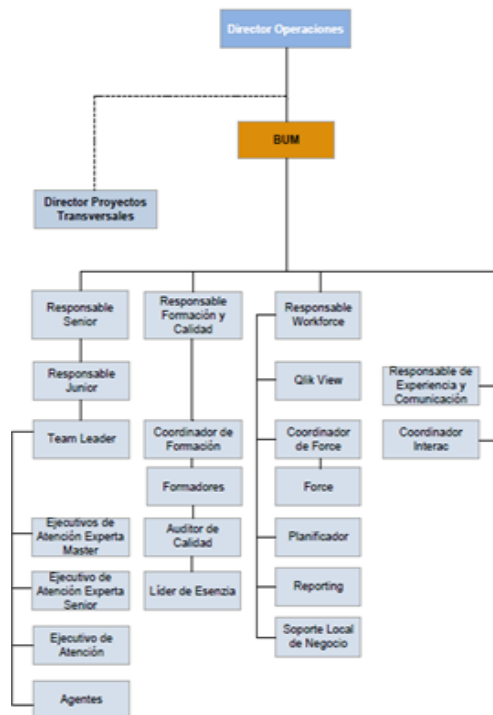 Director Operaciones
BUM
Director Proyectos
Transversales
Responsable
Senior
Responsable
Junior
Team Leader
Ejecutivos de
Atención Experta
Master
Ejecutivo de
Atención Experta
Senior
Ejecutivo de
Atención
Agentes
Responsable
Formación y
Calidad
Coordinador de
Formación
Formadores
Auditor de
Calidad
Líder de Esenzia
Responsable
Workforce
Qlik View
Coordinador
de Force
Force
Planificador
Reporting
Soporte Local
de Negocio
Responsable de
Experiencia y
Comunicación
Coordinador
Interac